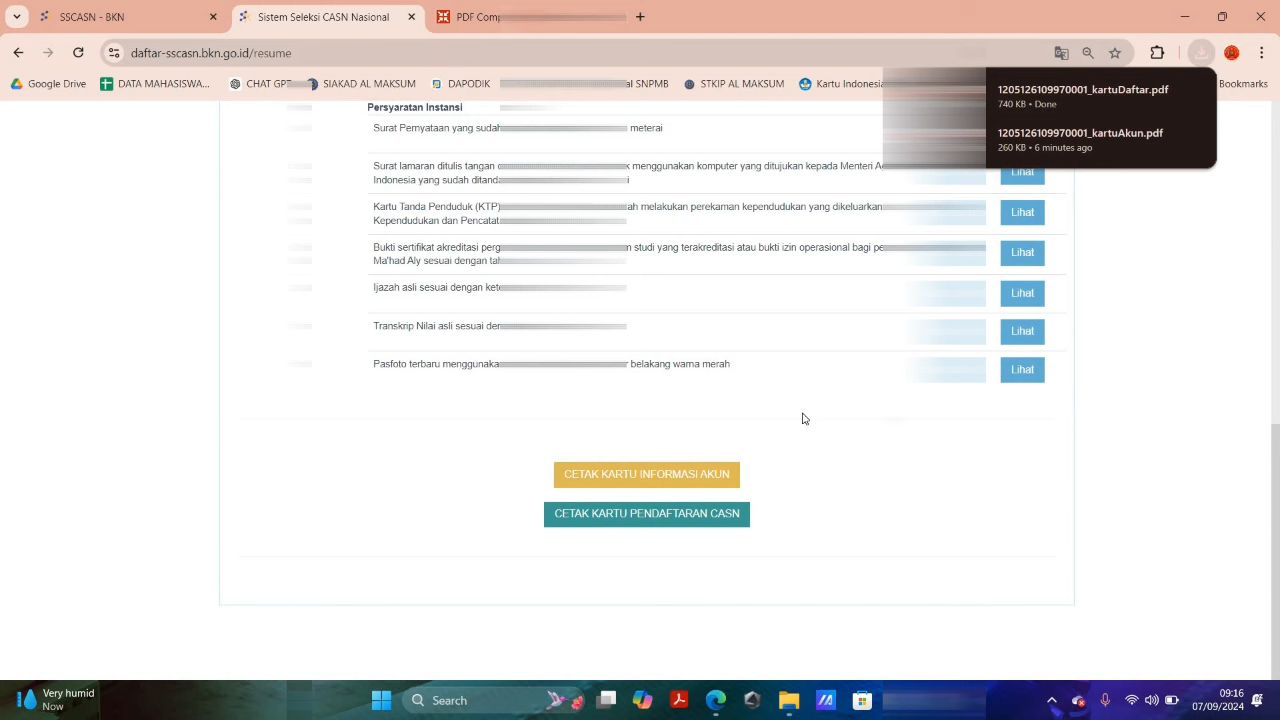 SSCASN - BKN
Sistem Seleksi CASN Nasional
PDF Comp
daftar-sscasn.bkn.go.id/resume
Google Drive
DATA MAHASISWA...
CHAT GP
SIAKAD AL MAKSUM
DAPODIK
al SNPMB
STKIP AL MAKSUM
Kartu Indonesia
Bookmarks
1205126109970001_kartuDaftar.pdf
740 KB • Done
1205126109970001_kartuAkun.pdf
260 KB • 6 minutes ago
Persyaratan Instansi
Surat Pernyataan yang sudah meterai
Surat lamaran ditulis tangan menggunakan komputer yang ditujukan kepada Menteri A
Indonesia yang sudah ditanda
Lihat
Kartu Tanda Penduduk (KTP) ah melakukan perekaman kependudukan yang dikeluarkan
Kependudukan dan Pencatat
Lihat
Bukti sertifikat akreditasi perg studi yang terakreditasi atau bukti izin operasional bagi pe
Ma'had Aly sesuai dengan ta
Lihat
Ijazah asli sesuai dengan kete
Lihat
Transkrip Nilai asli sesuai de
Lihat
Pasfoto terbaru menggunaka belakang warna merah
Lihat
CETAK KARTU INFORMASI AKUN
CETAK KARTU PENDAFTARAN CASN
Very humid
Now
Search
09:16
07/09/2024